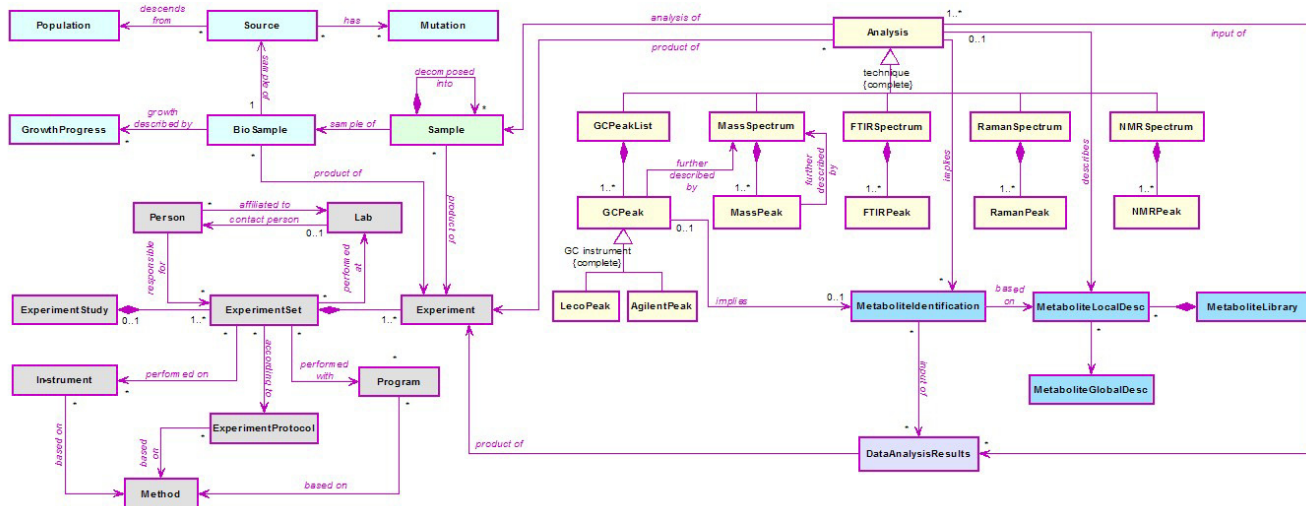 descends
from
has
analysis of
1..*
Population
Source
Mutation
Analysis
*
*
*
product of
*
0..1
input of
sample of
decomposed
into
technique
{complete}
growth
described by
1
*
GrowthProgress
BioSample
sample of
Sample
GCPeakList
MassSpectrum
FTIRSpectrum
RamanSpectrum
NMRSpectrum
*
*
*
further
described
by
further
described
by
implies
describes
product of
1..*
1..*
1..*
1..*
1..*
GCPeak
MassPeak
FTIRPeak
RamanPeak
NMRPeak
*
affiliated to
Person
Lab
contact person
0..1
product of
0..1
GC instrument
{complete}
responsible
for
performed
at
LecoPeak
AgilentPeak
implies
0..1
*
based
on
*
*
ExperimentStudy
ExperimentSet
Experiment
MetaboliteIdentification
MetaboliteLocalDesc
MetaboliteLibrary
0..1
1..*
1..*
*
*
*
*
*
*
*
according to
performed
with
*
Instrument
performed on
Program
MetaboliteGlobalDesc
*
input of
*
*
*
ExperimentProtocol
*
based on
based
on
*
*
product of
DataAnalysisResults
based on
Method